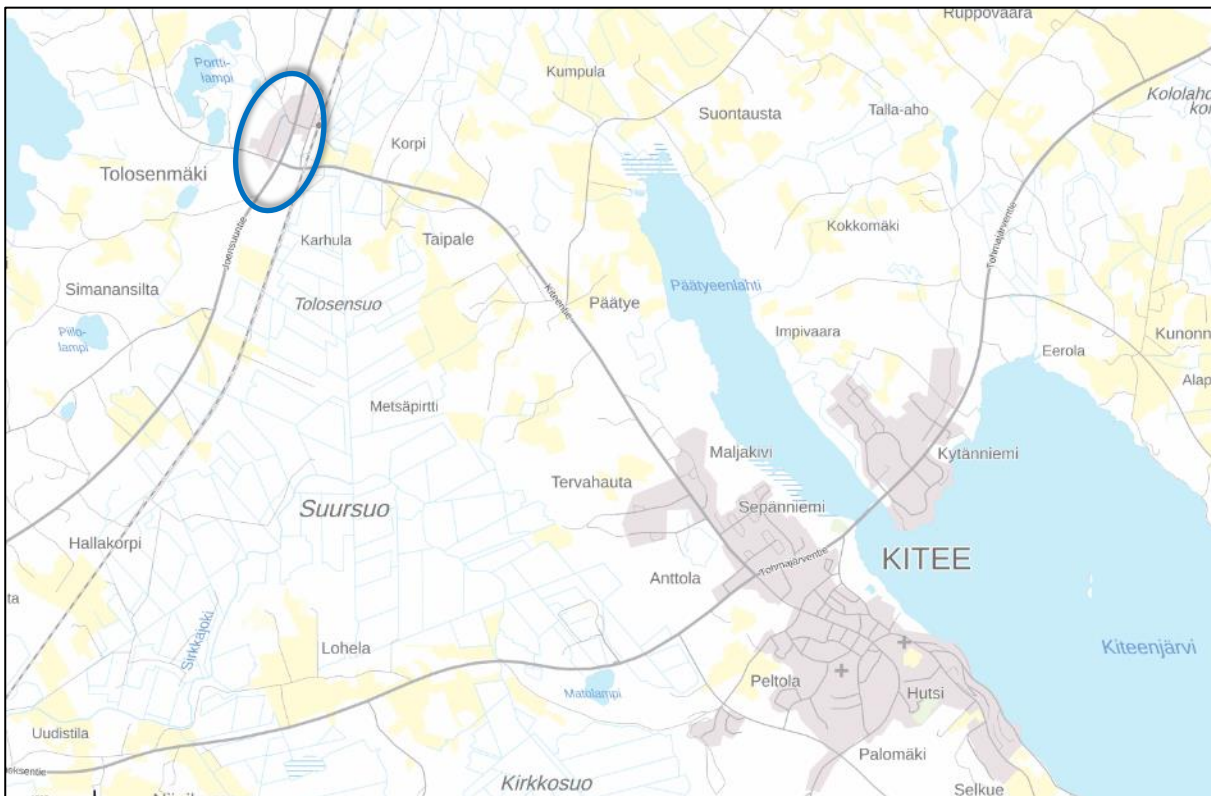 Ruppovaara
Portti-
lampi
Kumpula
Suontausta
Talla-aho
Kololahd
Korpi
Tolosenmäki
Kokkomäki
Karhula
Taipale
Joensuuntie
Tohmajärventie
Simanansilta
Tolosensuo
Kiteentie
Päätye
Päätyeenlahti
Piilo-
lampi
Impivaara
Eerola
Kunonn
Alap
Metsäpirtti
Maljakivi
Kytänniemi
Tervahauta
Suursuo
Sepänniemi
Hallakorpi
KITEE
Tohmajärventie
Anttola
ta
Sirkkajoki
Lohela
Kiteenjärvi
Matolampi
Peltola
Hutsi
Uudistila
Palomäki
Kirkkosuo
Selkue